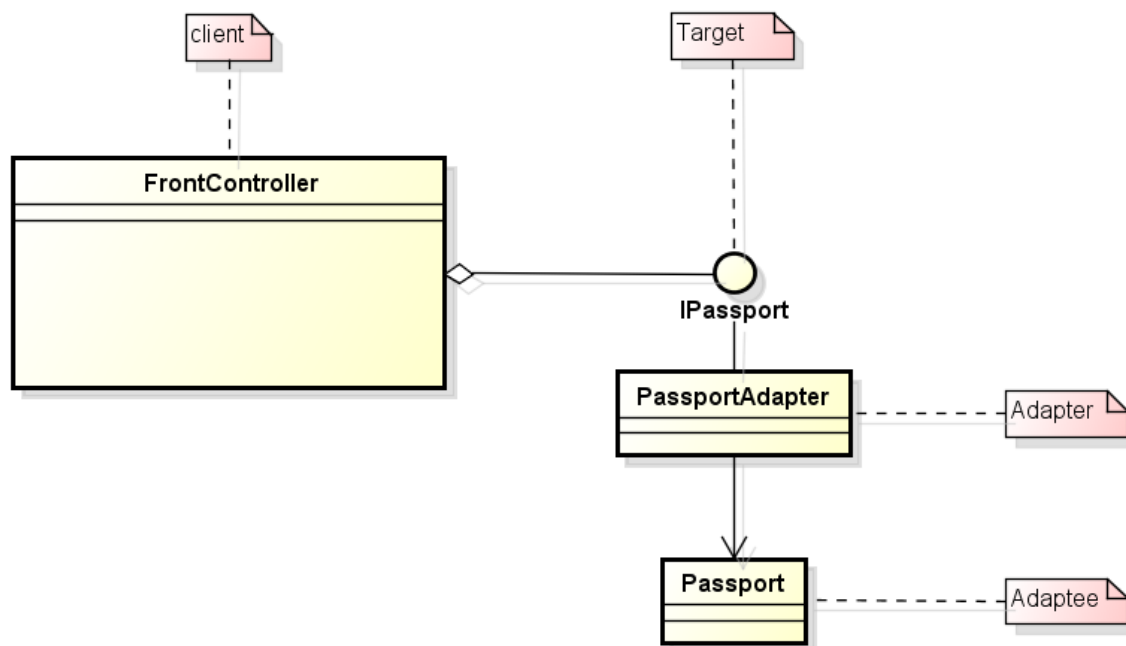 client
Target
FrontController
IPassport
PassportAdapter
Adapter
Passport
Adaptee